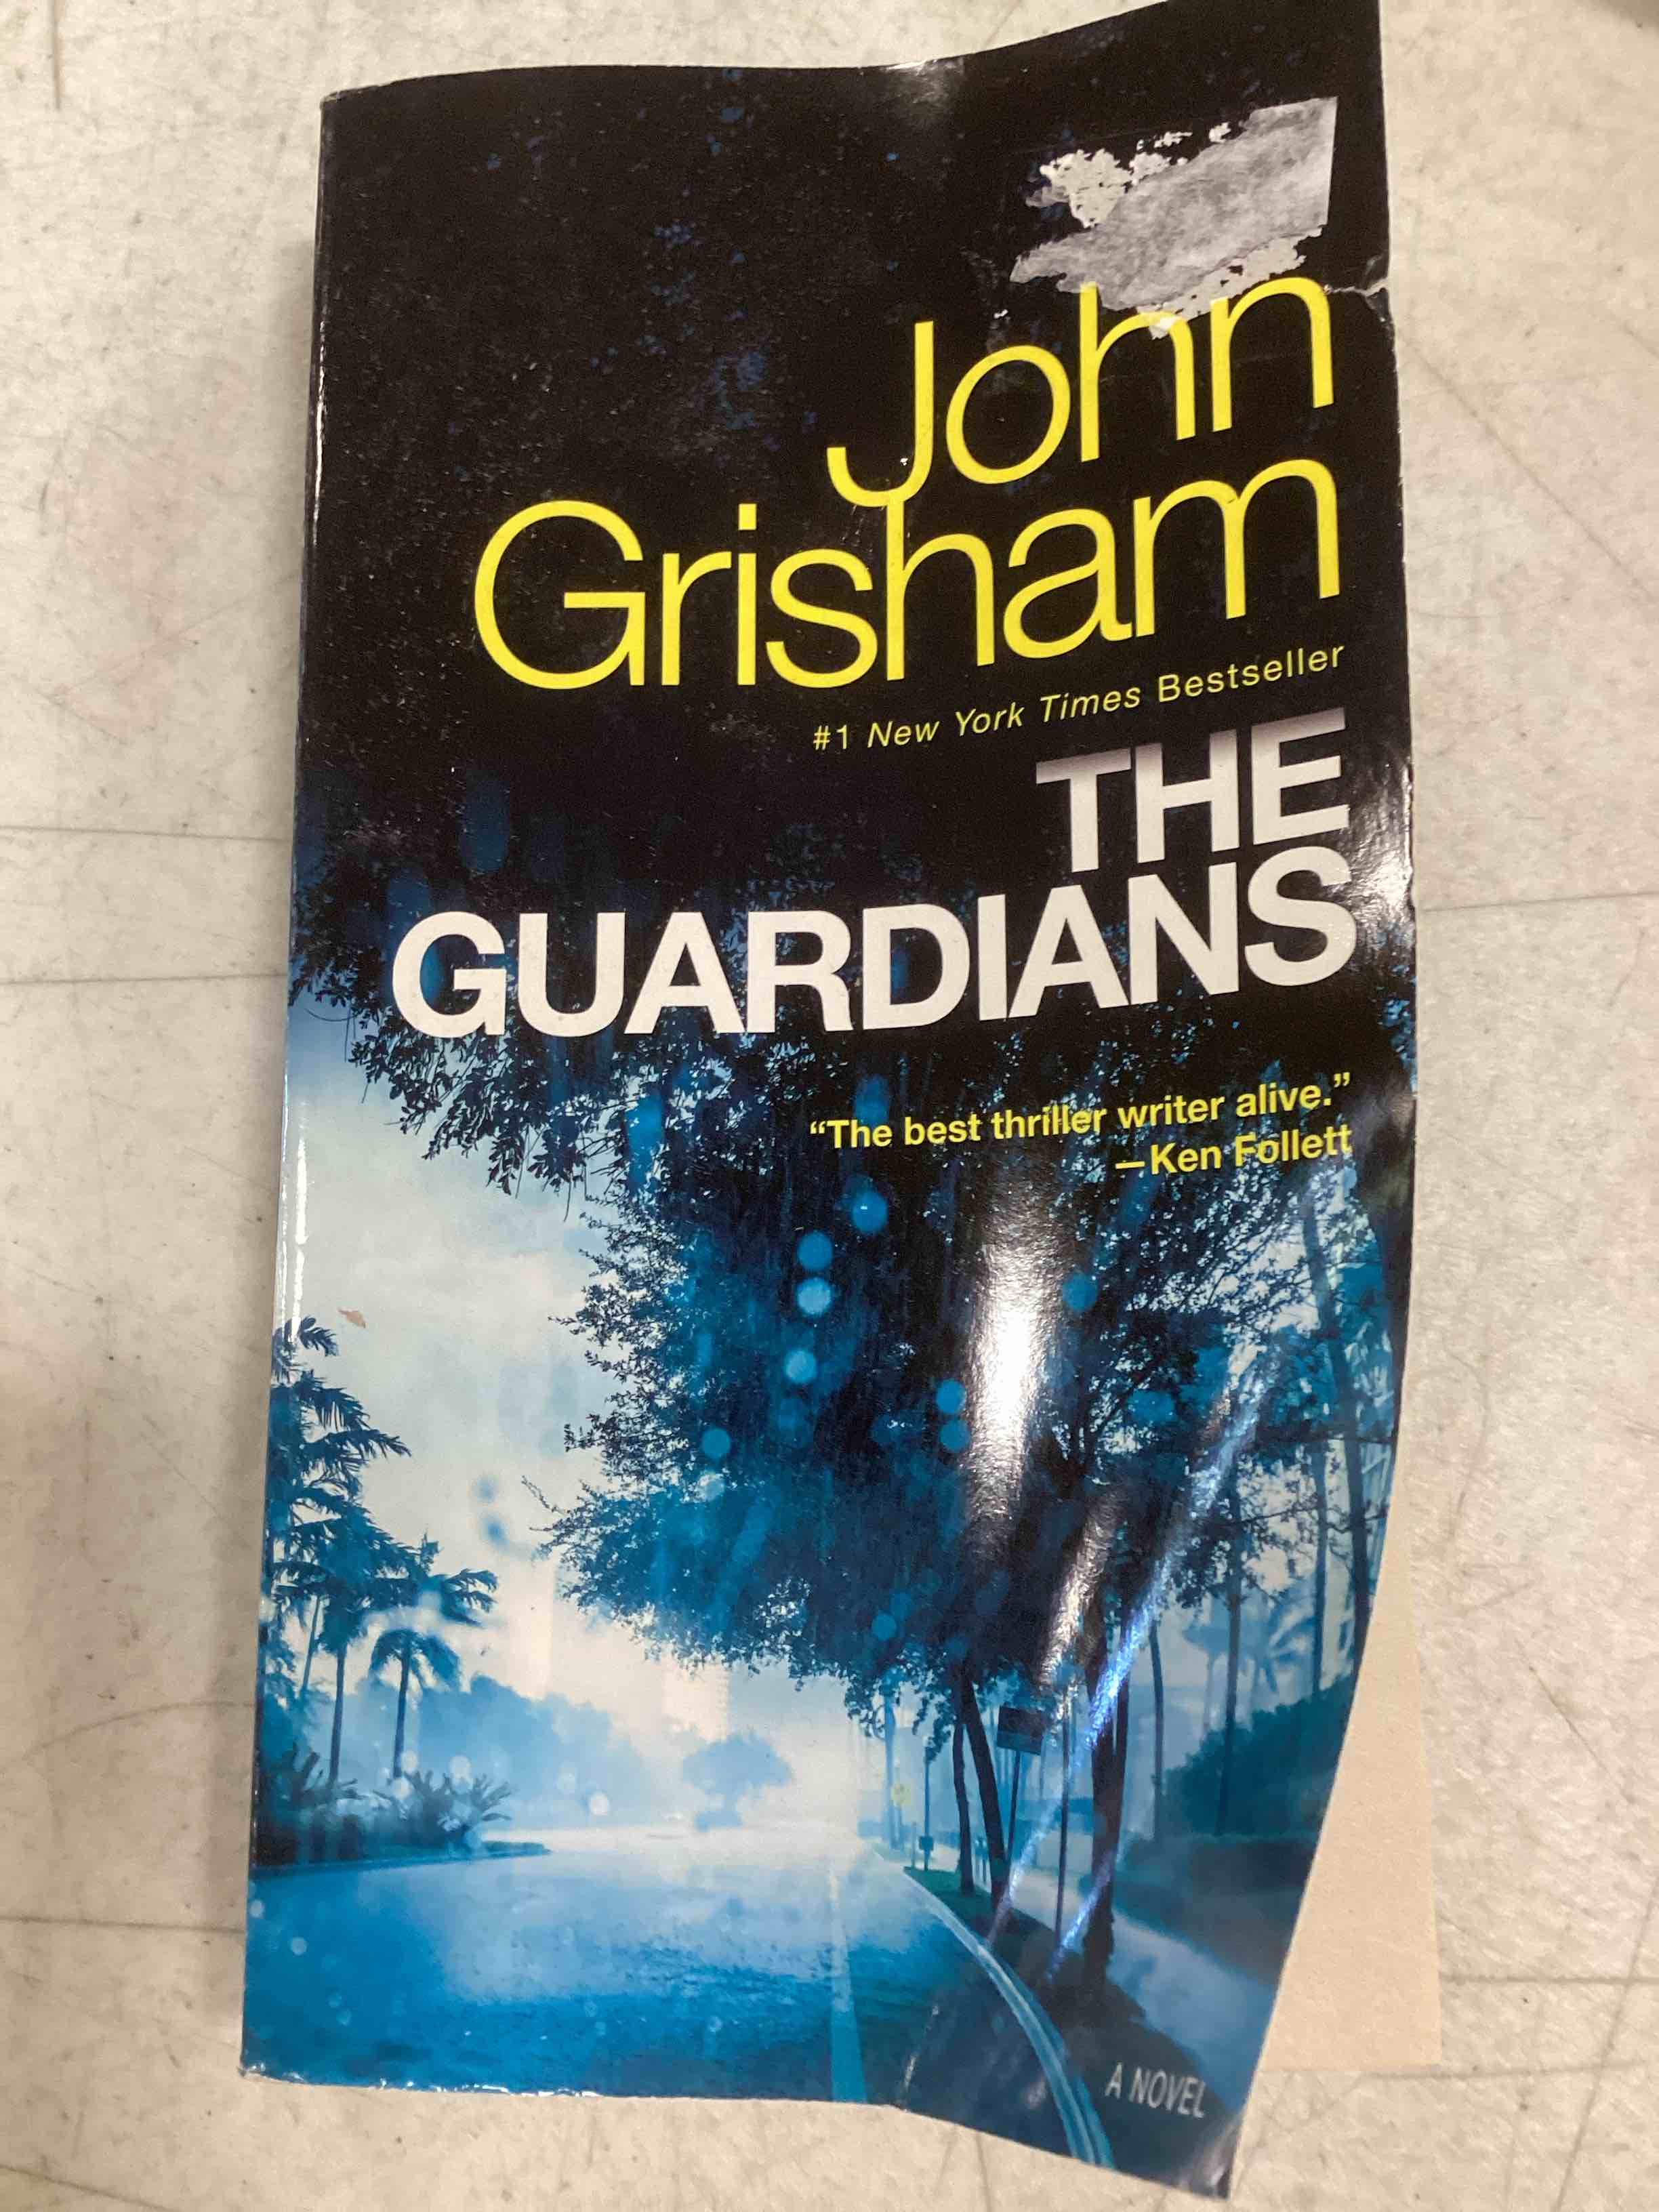 John
Grisham
#1 New York Times Bestseller
THE
GUARDIANS
“The best thriller writer alive.”
—Ken Follett
A NOVEL